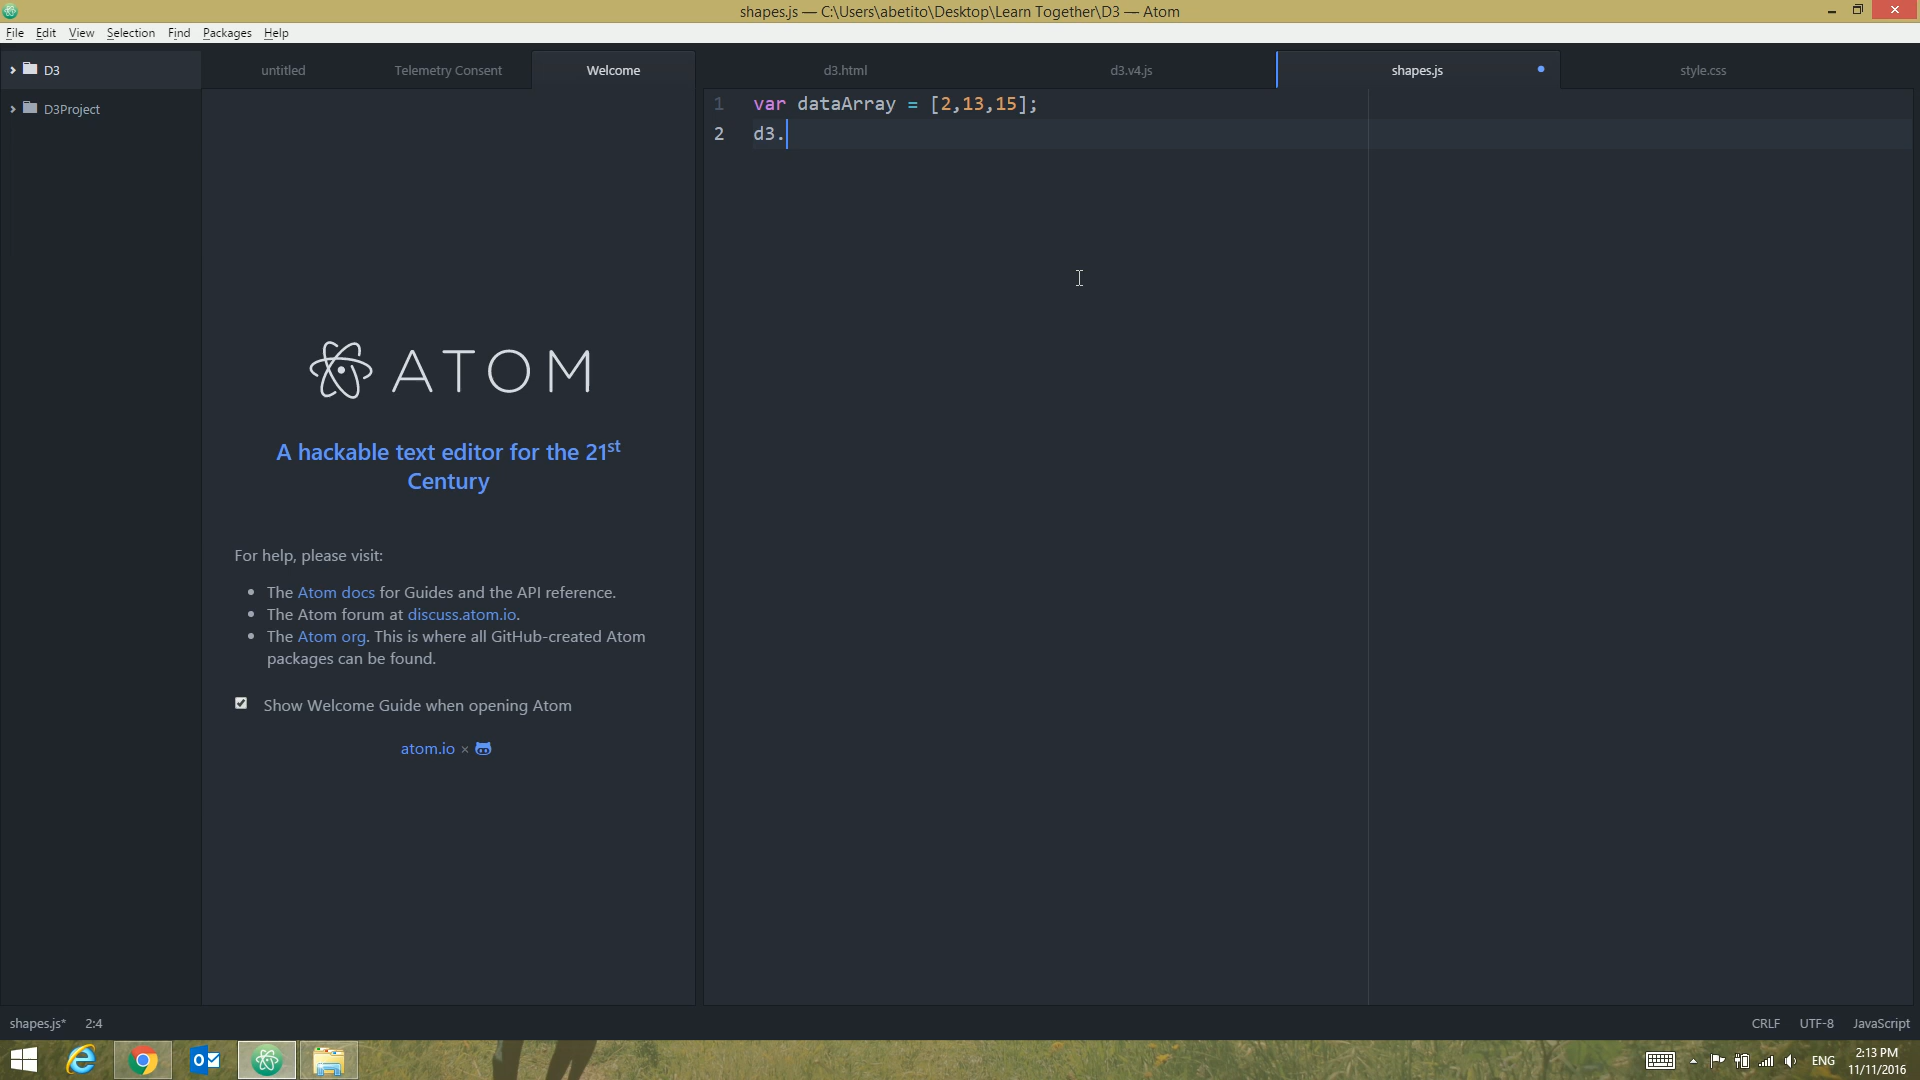 shapes.js — C:\Users\abetito\Desktop\Learn Together\D3 — Atom
File Edit View Selection Find Packages Help
D3
D3Project
untitled Telemetry Consent Welcome
d3.html d3.v4.js shapes.js style.css
1 var dataArray = [2,13,15];
2 d3.
ATOM
A hackable text editor for the 21st
Century
For help, please visit:
• The Atom docs for Guides and the API reference.
• The Atom forum at discuss.atom.io.
• The Atom org. This is where all GitHub-created Atom
packages can be found.
Show Welcome Guide when opening Atom
atom.io ×
shapes.js* 2:4
CRLF UTF-8 JavaScript
ENG
2:13 PM
11/11/2016